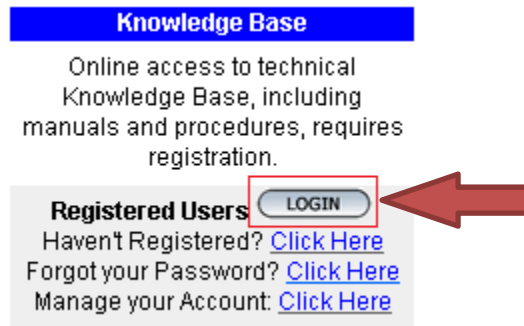 Knowledge Base
Online access to technical
Knowledge Base, including
manuals and procedures, requires
registration.
Registered Users LOGIN
Haven't Registered? Click Here
Forgot your Password? Click Here
Manage your Account: Click Here